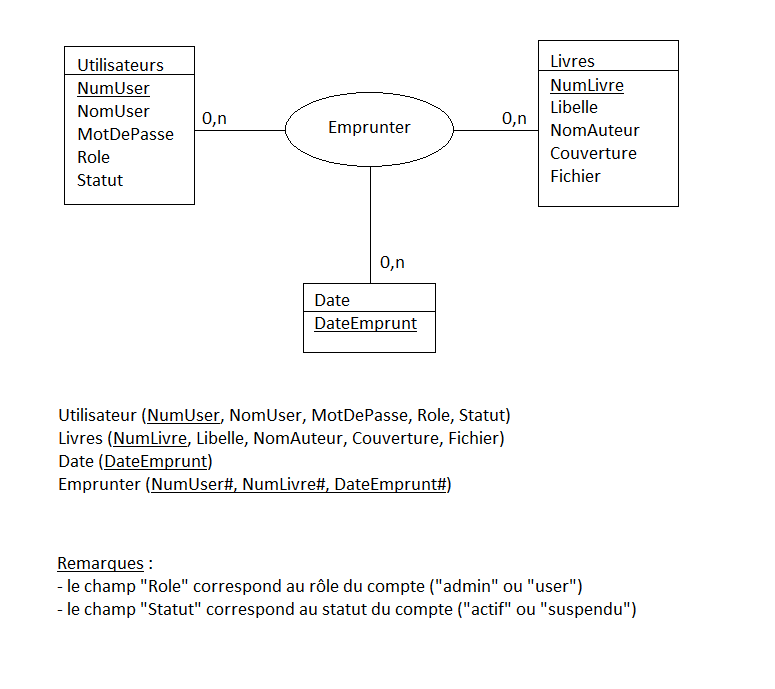 Utilisateurs
NumUser
NomUser
MotDePasse
Role
Statut
0,n
Emprunter
0,n
Livres
NumLivre
Libelle
NomAuteur
Couverture
Fichier
0,n
Date
DateEmprunt
Utilisateur (NumUser, NomUser, MotDePasse, Role, Statut)
Livres (NumLivre, Libelle, NomAuteur, Couverture, Fichier)
Date (DateEmprunt)
Emprunter (NumUser#, NumLivre#, DateEmprunt#)
Remarques :
- le champ "Role" correspond au rôle du compte ("admin" ou "user")
- le champ "Statut" correspond au statut du compte ("actif" ou "suspendu")